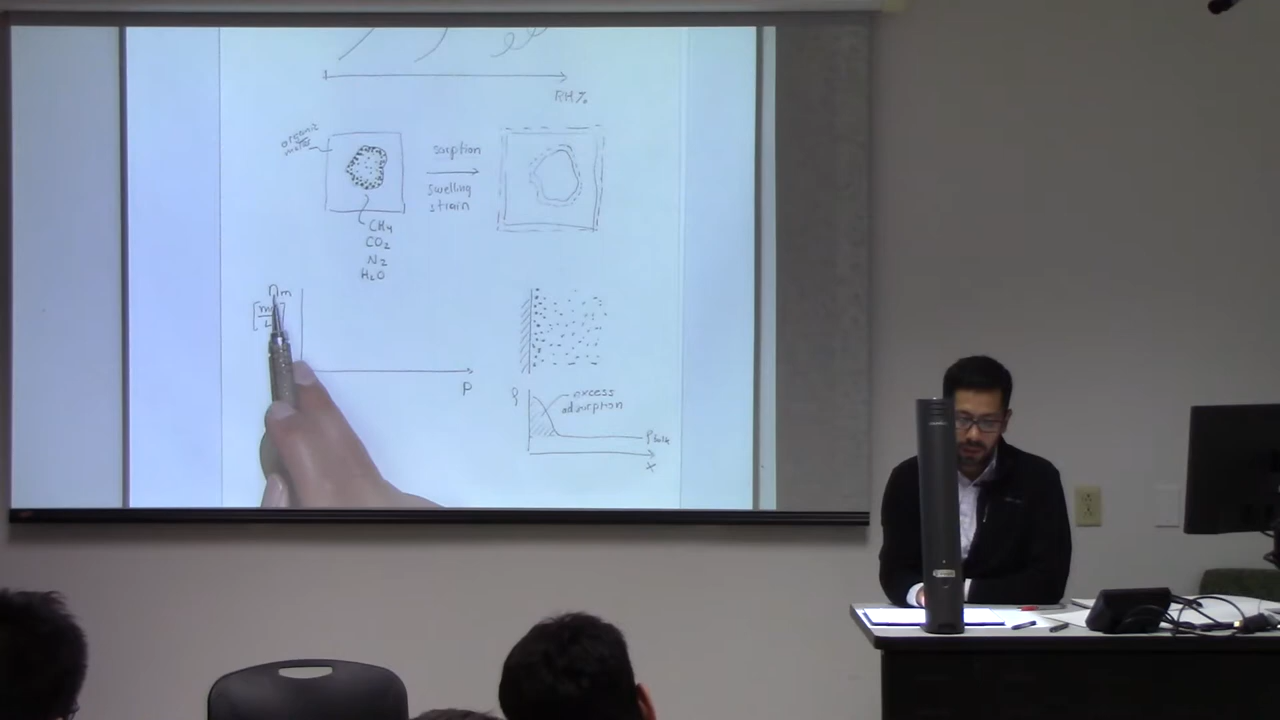 RH%
organic
matter
sorption
swelling
strain
CH4
CO2
N2
H2O
nm
P
ρ
excess
adsorption
ρbulk
x